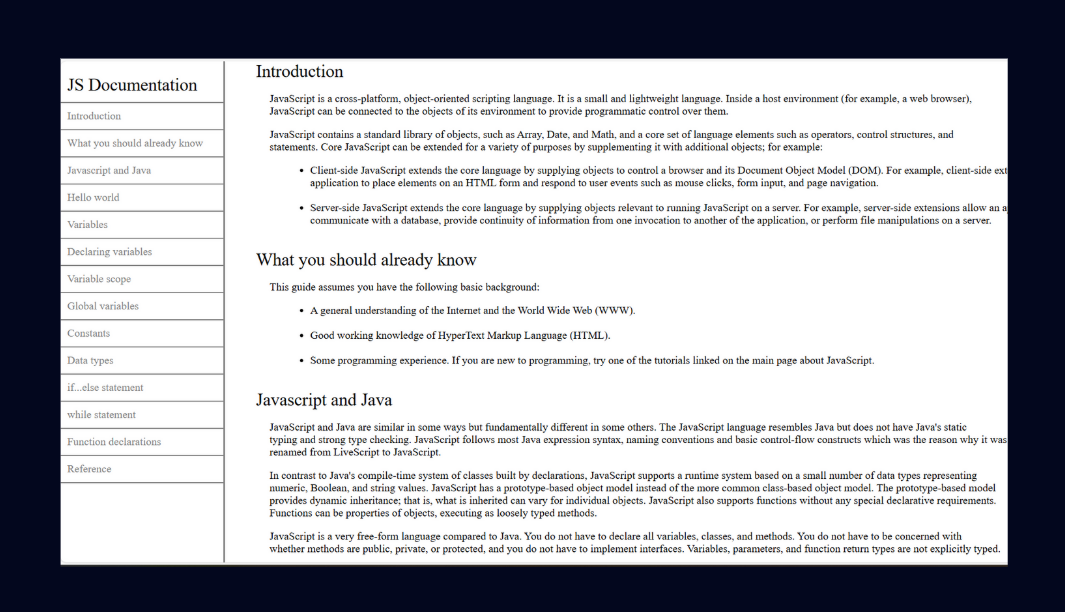 JS Documentation
Introduction
What you should already know
Javascript and Java
Hello world
Variables
Declaring variables
Variable scope
Global variables
Constants
Data types
if...else statement
while statement
Function declarations
Reference
Introduction
JavaScript is a cross-platform, object-oriented scripting language. It is a small and lightweight language. Inside a host environment (for example, a web browser),
JavaScript can be connected to the objects of its environment to provide programmatic control over them.
JavaScript contains a standard library of objects, such as Array, Date, and Math, and a core set of language elements such as operators, control structures, and
statements. Core JavaScript can be extended for a variety of purposes by supplementing it with additional objects; for example:
• Client-side JavaScript extends the core language by supplying objects to control a browser and its Document Object Model (DOM). For example, client-side ext
application to place elements on an HTML form and respond to user events such as mouse clicks, form input, and page navigation.
• Server-side JavaScript extends the core language by supplying objects relevant to running JavaScript on a server. For example, server-side extensions allow an a
communicate with a database, provide continuity of information from one invocation to another of the application, or perform file manipulations on a server.
What you should already know
This guide assumes you have the following basic background:
• A general understanding of the Internet and the World Wide Web (WWW).
• Good working knowledge of HyperText Markup Language (HTML).
• Some programming experience. If you are new to programming, try one of the tutorials linked on the main page about JavaScript.
Javascript and Java
JavaScript and Java are similar in some ways but fundamentally different in some others. The JavaScript language resembles Java but does not have Java's static
typing and strong type checking. JavaScript follows most Java expression syntax, naming conventions and basic control-flow constructs which was the reason why it was
renamed from LiveScript to JavaScript.
In contrast to Java's compile-time system of classes built by declarations, JavaScript supports a runtime system based on a small number of data types representing
numeric, Boolean, and string values. JavaScript has a prototype-based object model instead of the more common class-based object model. The prototype-based model
provides dynamic inheritance; that is, what is inherited can vary for individual objects. JavaScript also supports functions without any special declarative requirements.
Functions can be properties of objects, executing as loosely typed methods.
JavaScript is a very free-form language compared to Java. You do not have to declare all variables, classes, and methods. You do not have to be concerned with
whether methods are public, private, or protected, and you do not have to implement interfaces. Variables, parameters, and function return types are not explicitly typed.